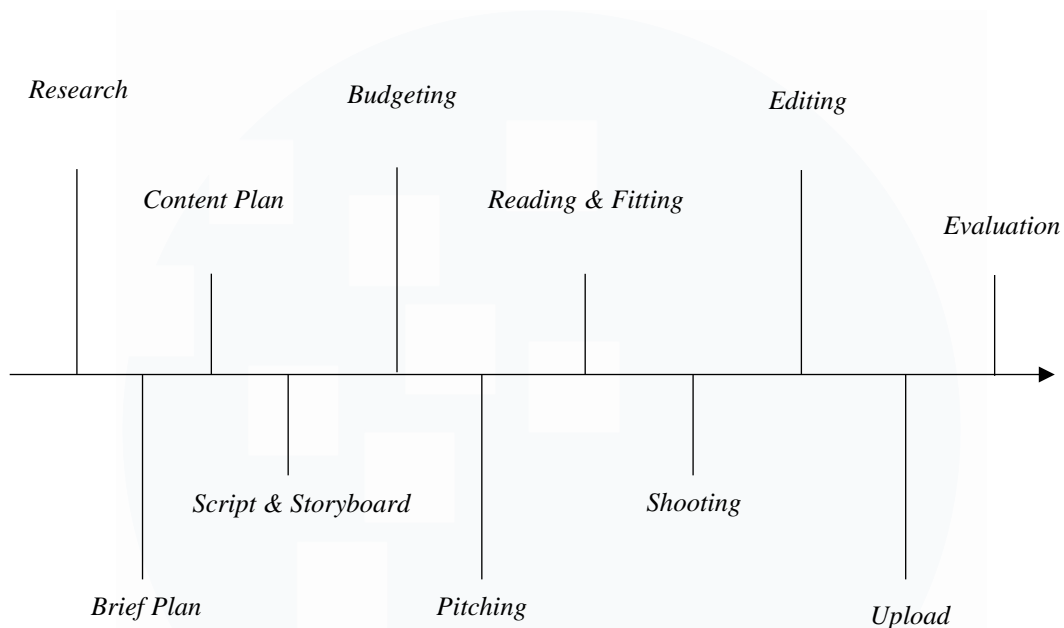 Research
Budgeting
Editing
Content Plan
Reading & Fitting
Evaluation
Script & Storyboard
Shooting
Brief Plan
Pitching
Upload